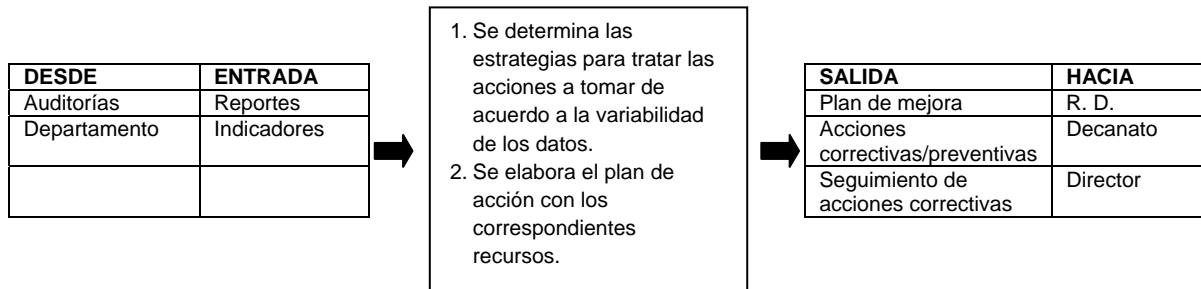 DESDE ENTRADA
Auditorías Reportes
Departamento Indicadores
1. Se determina las
estrategias para tratar las
acciones a tomar de
acuerdo a la variabilidad
de los datos.
2. Se elabora el plan de
acción con los
correspondientes
recursos.
SALIDA HACIA
Plan de mejora R. D.
Acciones Decanato
correctivas/preventivas
Seguimiento de Director
acciones correctivas